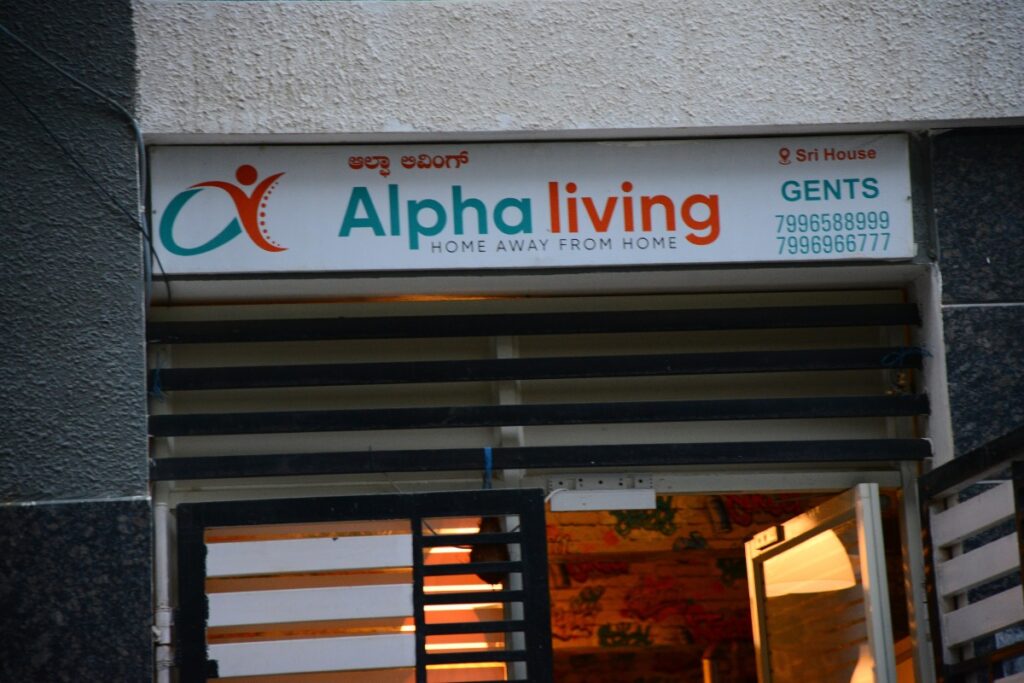 ಆಲ್ಫಾ ಲಿವಿಂಗ್
Alpha living
HOME AWAY FROM HOME
Sri House
GENTS
7996588999
7996966777